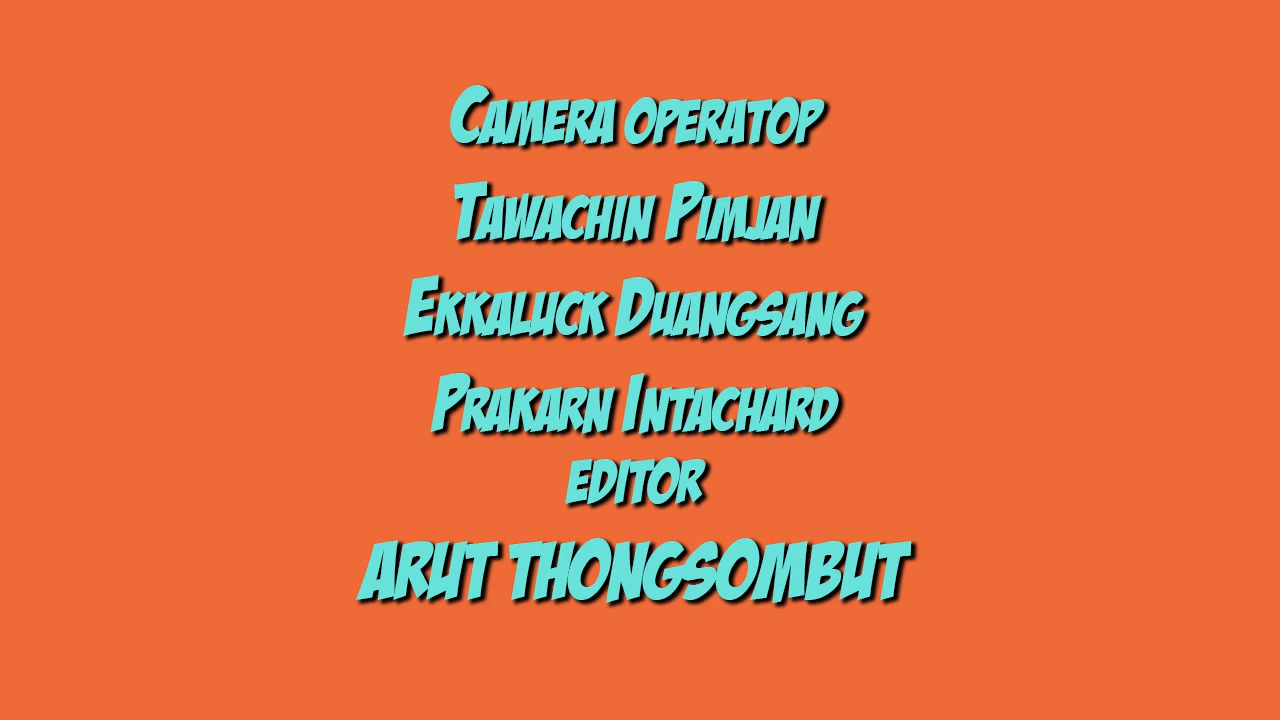 Camera operatop
Tawachin Pimjan
Ekkaluck Duangsang
Prakarn Intachard
EDITOR
ARUT THONGSOMBUT